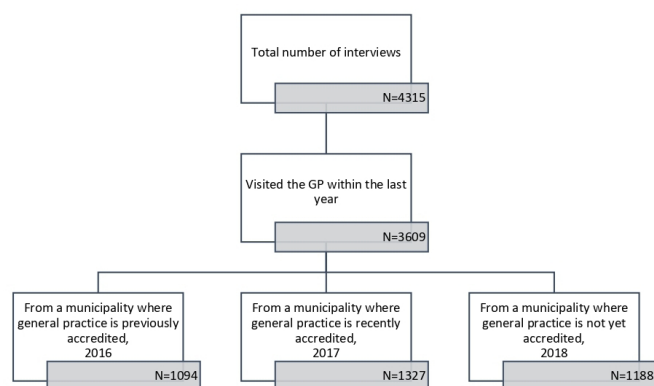 Total number of interviews
N=4315
Visited the GP within the last
year
N=3609
From a municipality where
general practice is previously
accredited,
2016
N=1094
From a municipality where
general practice is recently
accredited,
2017
N=1327
From a municipality where
general practice is not yet
accredited,
2018
N=1188